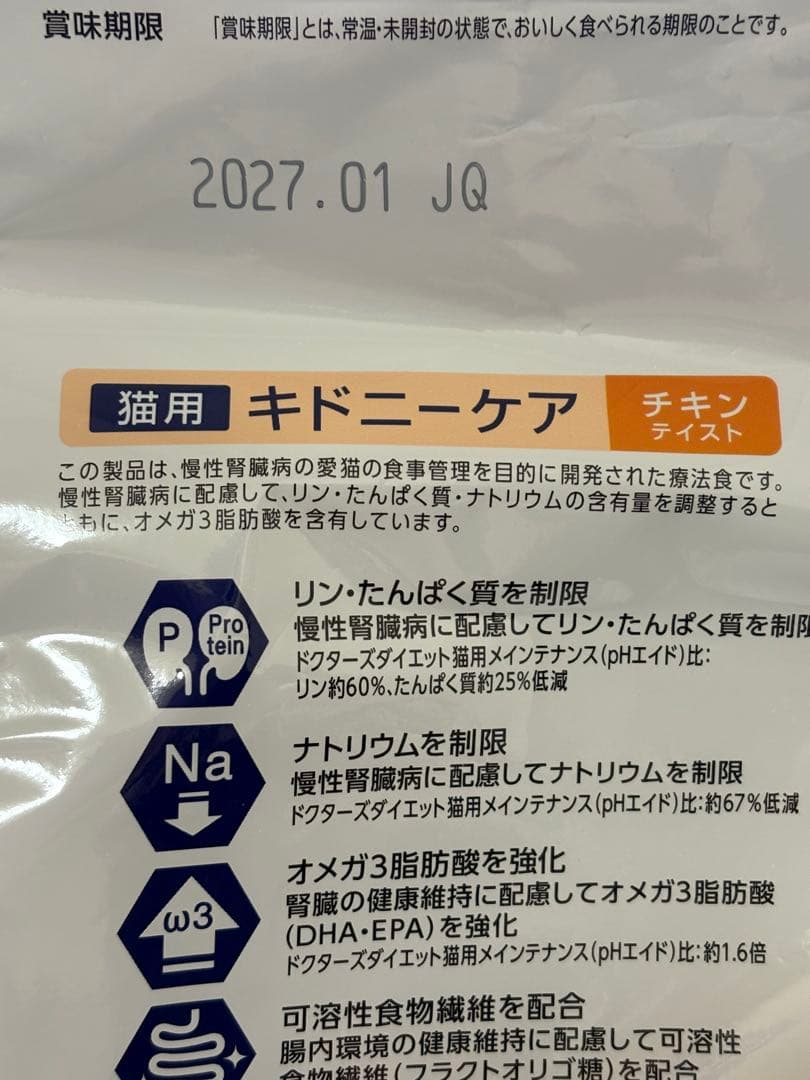 賞味期限 「賞味期限」とは、常温・未開封の状態で、おいしく食べられる期限のことです。
2027.01 JQ
猫用 キドニーケア チキン
テイスト
この製品は、慢性腎臓病の愛猫の食事管理を目的に開発された療法食です。
慢性腎臓病に配慮して、リン・たんぱく質・ナトリウムの含有量を調整すると
ともに、オメガ3脂肪酸を含有しています。
P Pro
tein
リン・たんぱく質を制限
慢性腎臓病に配慮してリン・たんぱく質を制限
ドクターズダイエット猫用メインテナンス(pHエイド)比:
リン約60%、たんぱく質約25%低減
Na
ナトリウムを制限
慢性腎臓病に配慮してナトリウムを制限
ドクターズダイエット猫用メインテナンス(pHエイド)比:約67%低減
ω3
オメガ3脂肪酸を強化
腎臓の健康維持に配慮してオメガ3脂肪酸
(DHA・EPA)を強化
ドクターズダイエット猫用メインテナンス(pHエイド)比:約1.6倍
可溶性食物繊維を配合
腸内環境の健康維持に配慮して可溶性
食物繊維(フラクトオリゴ糖)を配合